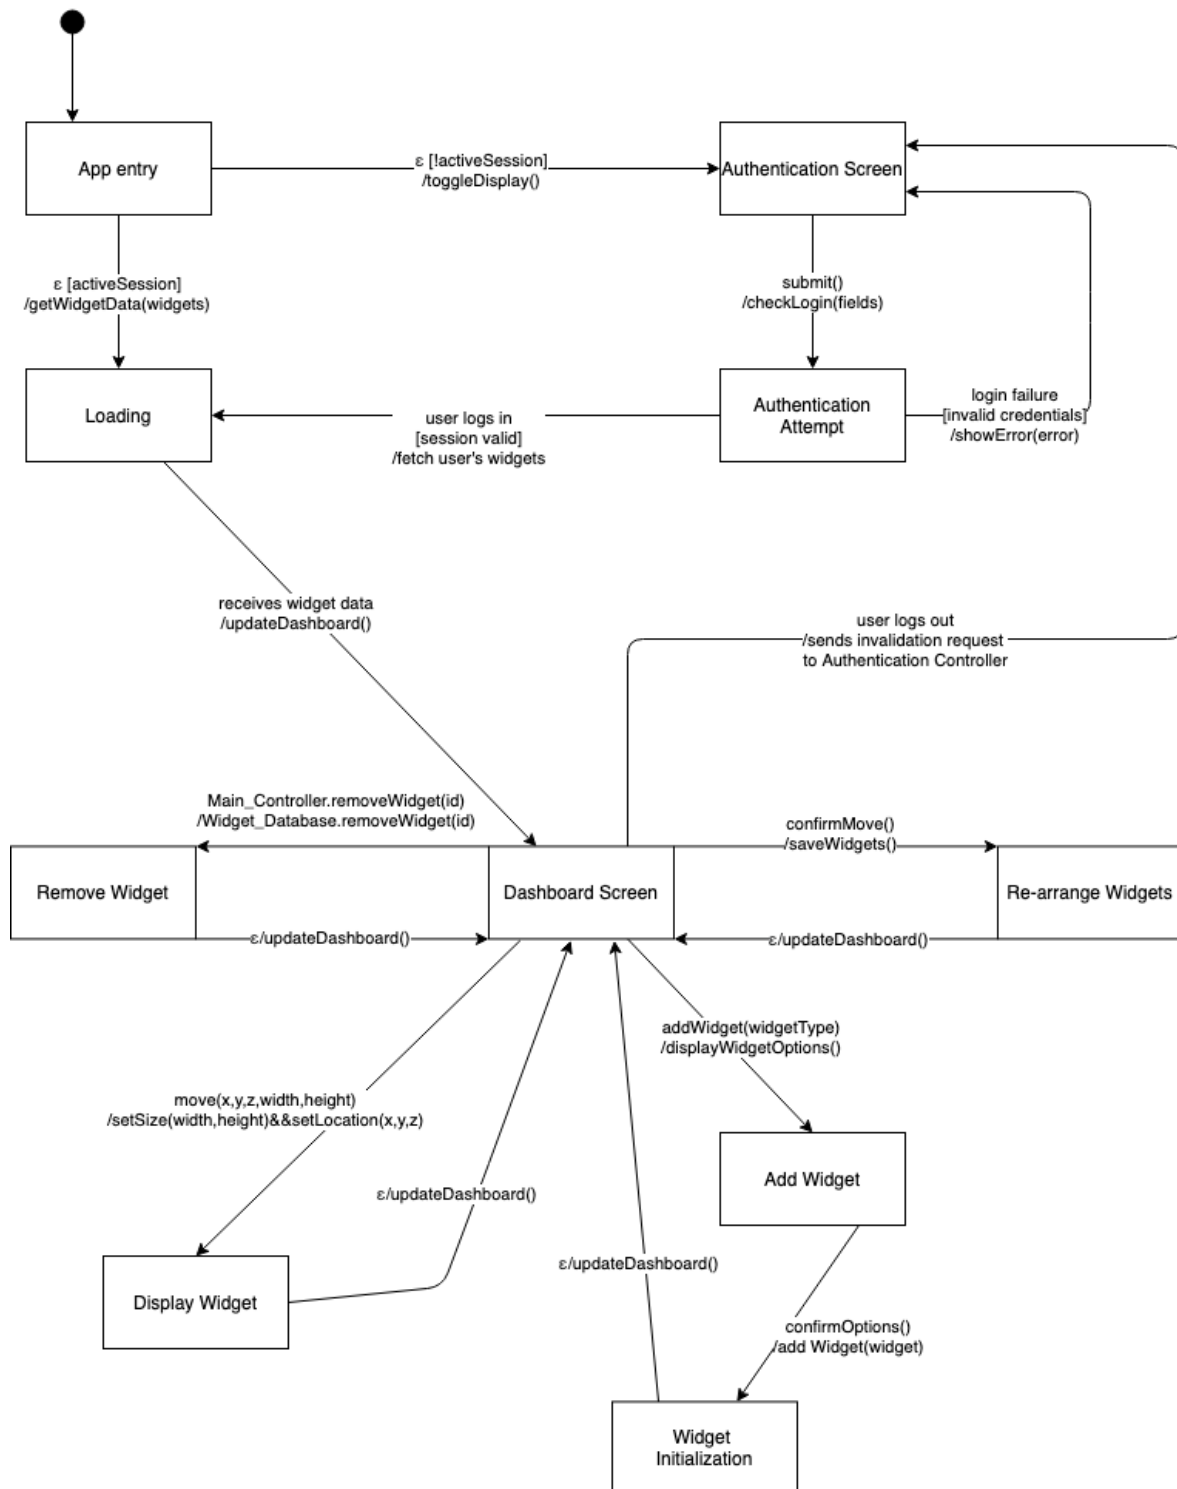 App entry
ε [!activeSession]
/toggleDisplay()
Authentication Screen
ε [activeSession]
/getWidgetData(widgets)
submit()
/checkLogin(fields)
Loading
user logs in
[session valid]
/fetch user's widgets
Authentication
Attempt
login failure
[invalid credentials]
/showError(error)
receives widget data
/updateDashboard()
user logs out
/sends invalidation request
to Authentication Controller
Main_Controller.removeWidget(id)
/Widget_Database.removeWidget(id)
confirmMove()
/saveWidgets()
Remove Widget
Dashboard Screen
Re-arrange Widgets
ε/updateDashboard()
ε/updateDashboard()
addWidget(widgetType)
/displayWidgetOptions()
move(x,y,z,width,height)
/setSize(width,height)&&setLocation(x,y,z)
Add Widget
ε/updateDashboard()
ε/updateDashboard()
Display Widget
confirmOptions()
/add Widget(widget)
Widget
Initialization